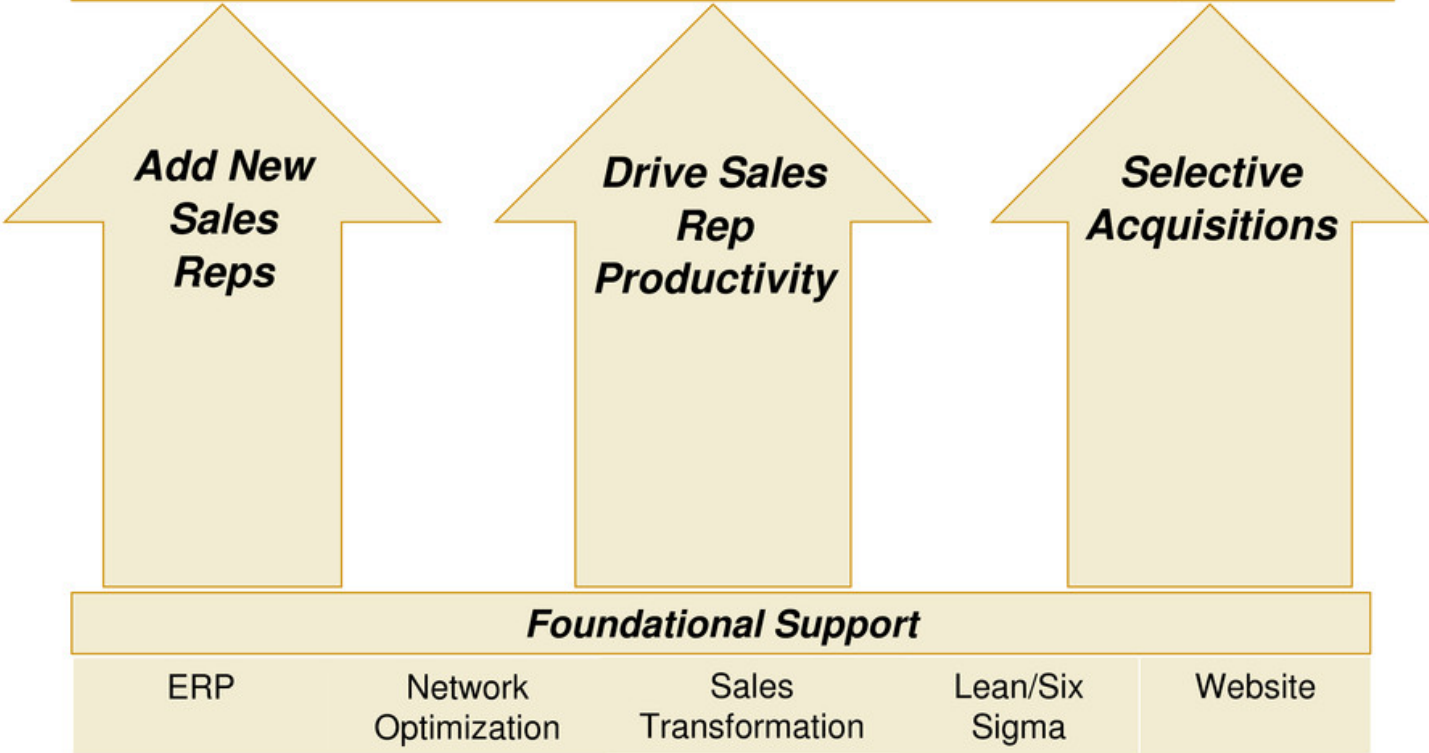 Add New
Sales
Reps
Drive Sales
Rep
Productivity
Selective
Acquisitions
Foundational Support
ERP
Network
Optimization
Sales
Transformation
Lean/Six
Sigma
Website